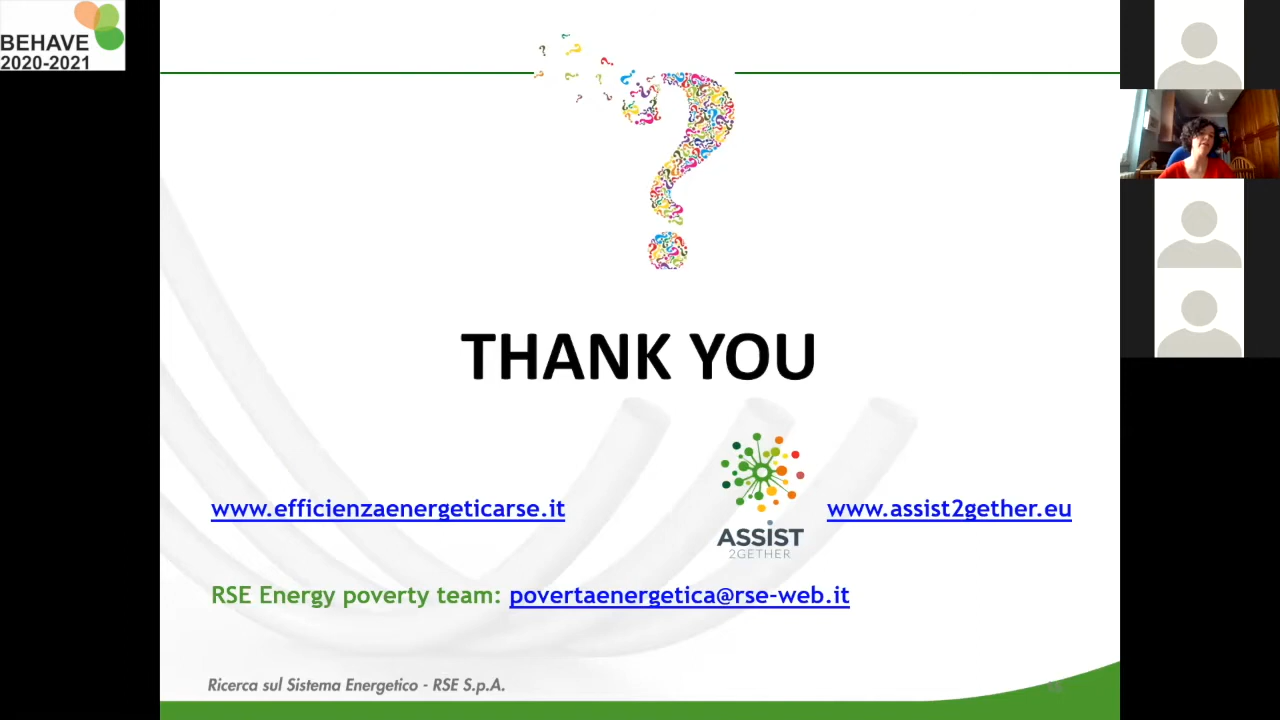 BEHAVE
2020-2021
THANK YOU
www.efficienzaenergeticarse.it
ASSIST
2GETHER
www.assist2gether.eu
RSE Energy poverty team: povertaenergetica@rse-web.it
Ricerca sul Sistema Energetico - RSE S.p.A.